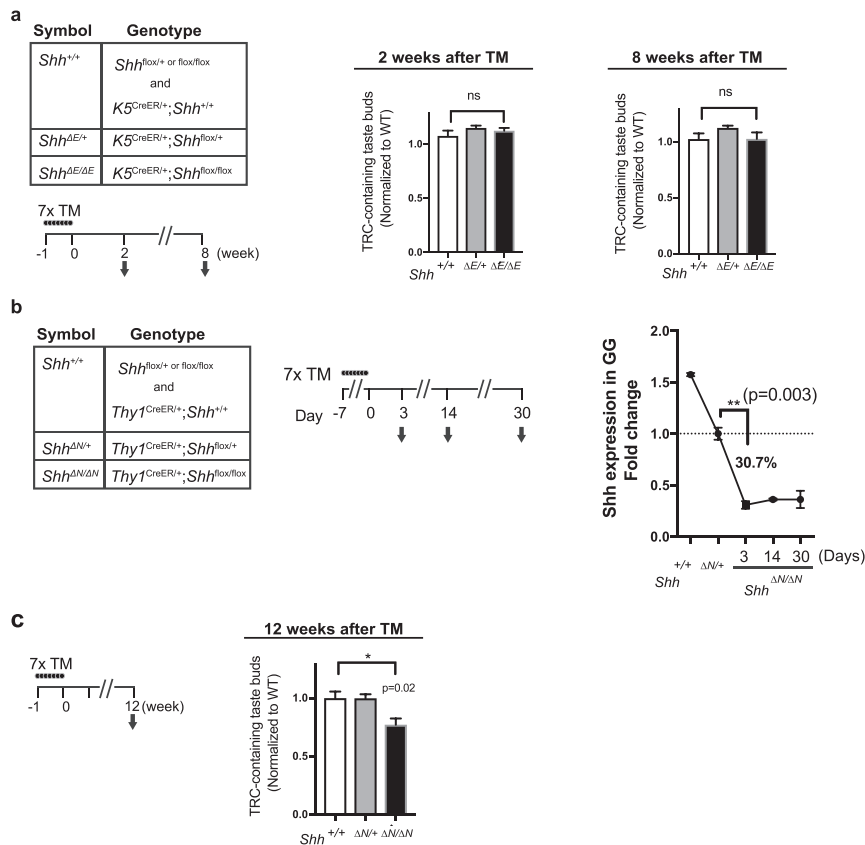 a
Symbol Genotype
Shh+/+ Shhflox/+ or flox/flox
and
K5CreER/+;Shh+/+
ShhΔE/+ K5CreER/+;Shhflox/+
ShhΔE/ΔE K5CreER/+;Shhflox/flox
7x TM
-1 0 2 8 (week)
2 weeks after TM
ns
TRC-containing taste buds
(Normalized to WT)
1.0
0.5
0.0
Shh +/+ ΔE/+ ΔE/ΔE
8 weeks after TM
ns
TRC-containing taste buds
(Normalized to WT)
1.0
0.5
0.0
Shh +/+ ΔE/+ ΔE/ΔE
b
Symbol Genotype
Shh+/+ Shhflox/+ or flox/flox
and
Thy1CreER/+;Shh+/+
ShhΔN/+ Thy1CreER/+;Shhflox/+
ShhΔN/ΔN Thy1CreER/+;Shhflox/flox
7x TM
Day -7 0 3 14 30
Shh expression in GG
Fold change
2.0
1.5
1.0
0.5
0.0
** (p=0.003)
30.7%
+/+ ΔN/+ 3 14 30 (Days)
Shh ShhΔN/ΔN
c
7x TM
-1 0 12 (week)
12 weeks after TM
*
p=0.02
TRC-containing taste buds
(Normalized to WT)
1.0
0.5
0.0
Shh +/+ ΔN/+ ΔN/ΔN